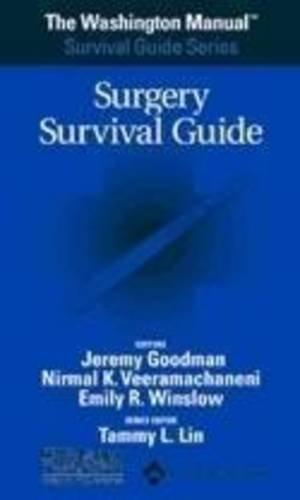 The Washington Manual™
Survival Guide Series
Surgery
Survival Guide
EDITORS
Jeremy Goodman
Nirmal K. Veeramachaneni
Emily R. Winslow
SERIES EDITOR
Tammy L. Lin